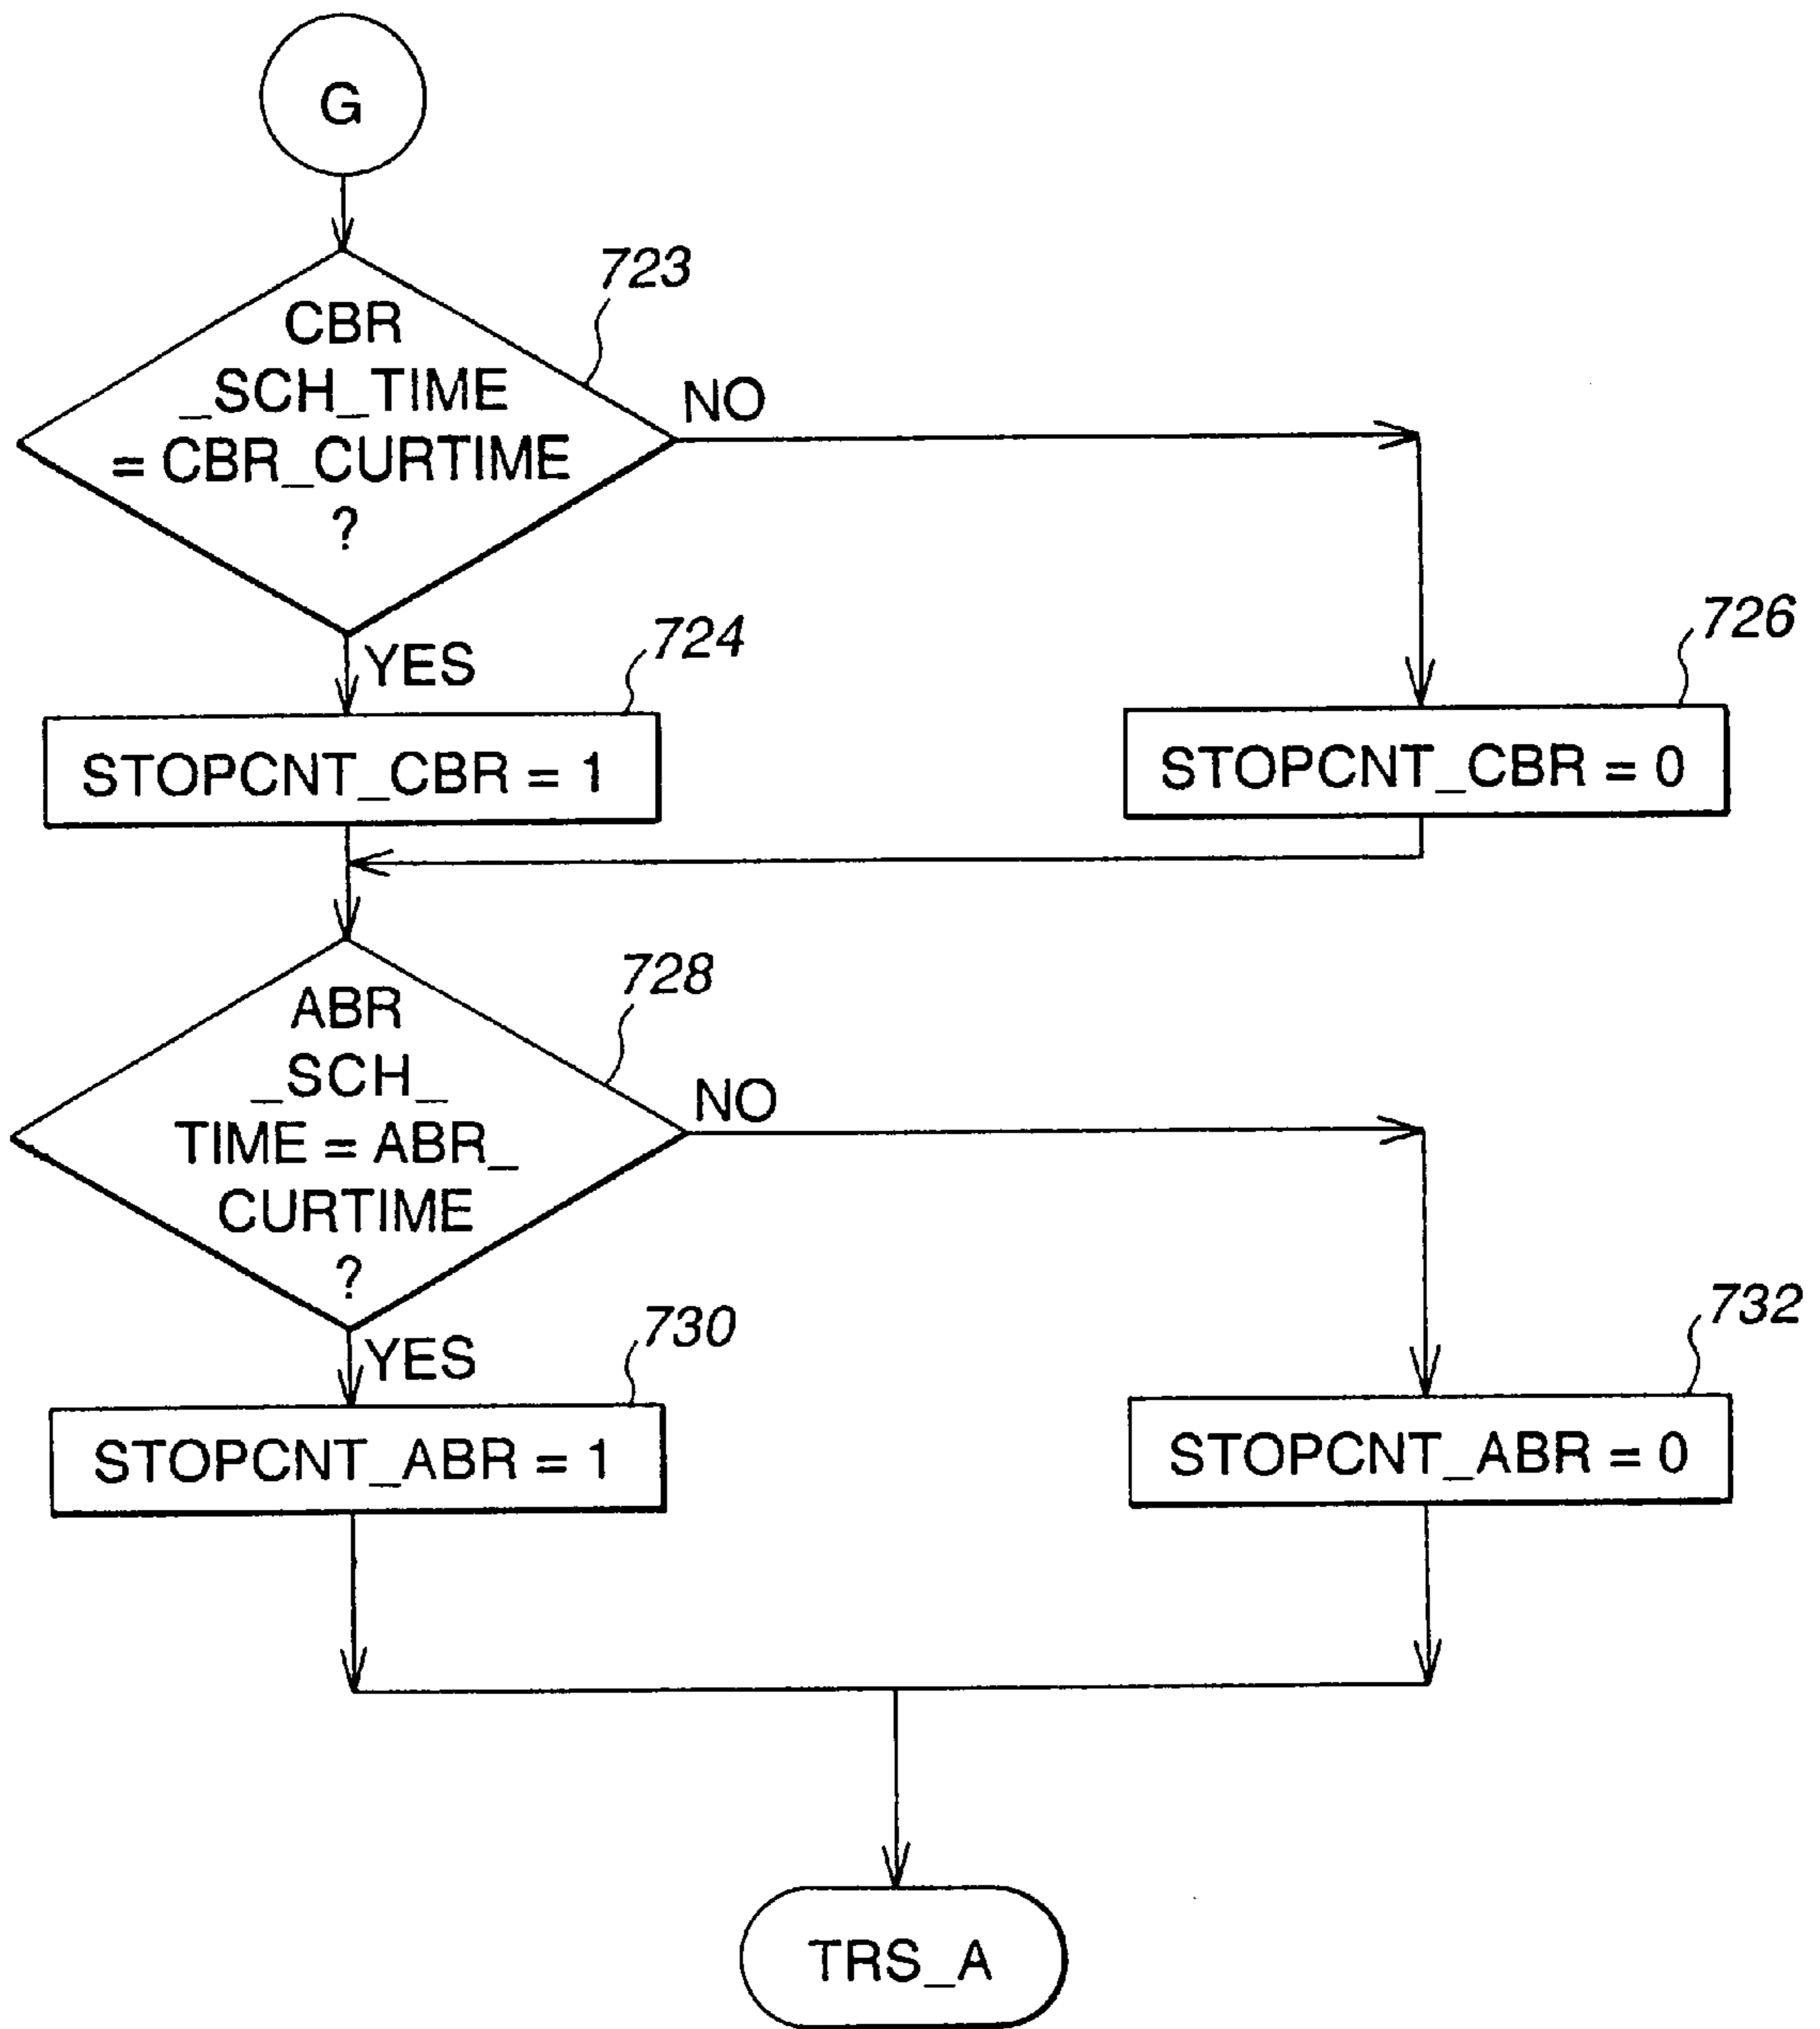 G
723
CBR
_SCH_TIME
= CBR_CURTIME
?
NO
YES
724
726
STOPCNT_CBR = 1
STOPCNT_CBR = 0
728
ABR
_SCH_
TIME = ABR_
CURTIME
?
NO
YES
730
732
STOPCNT_ABR = 1
STOPCNT_ABR = 0
TRS_A